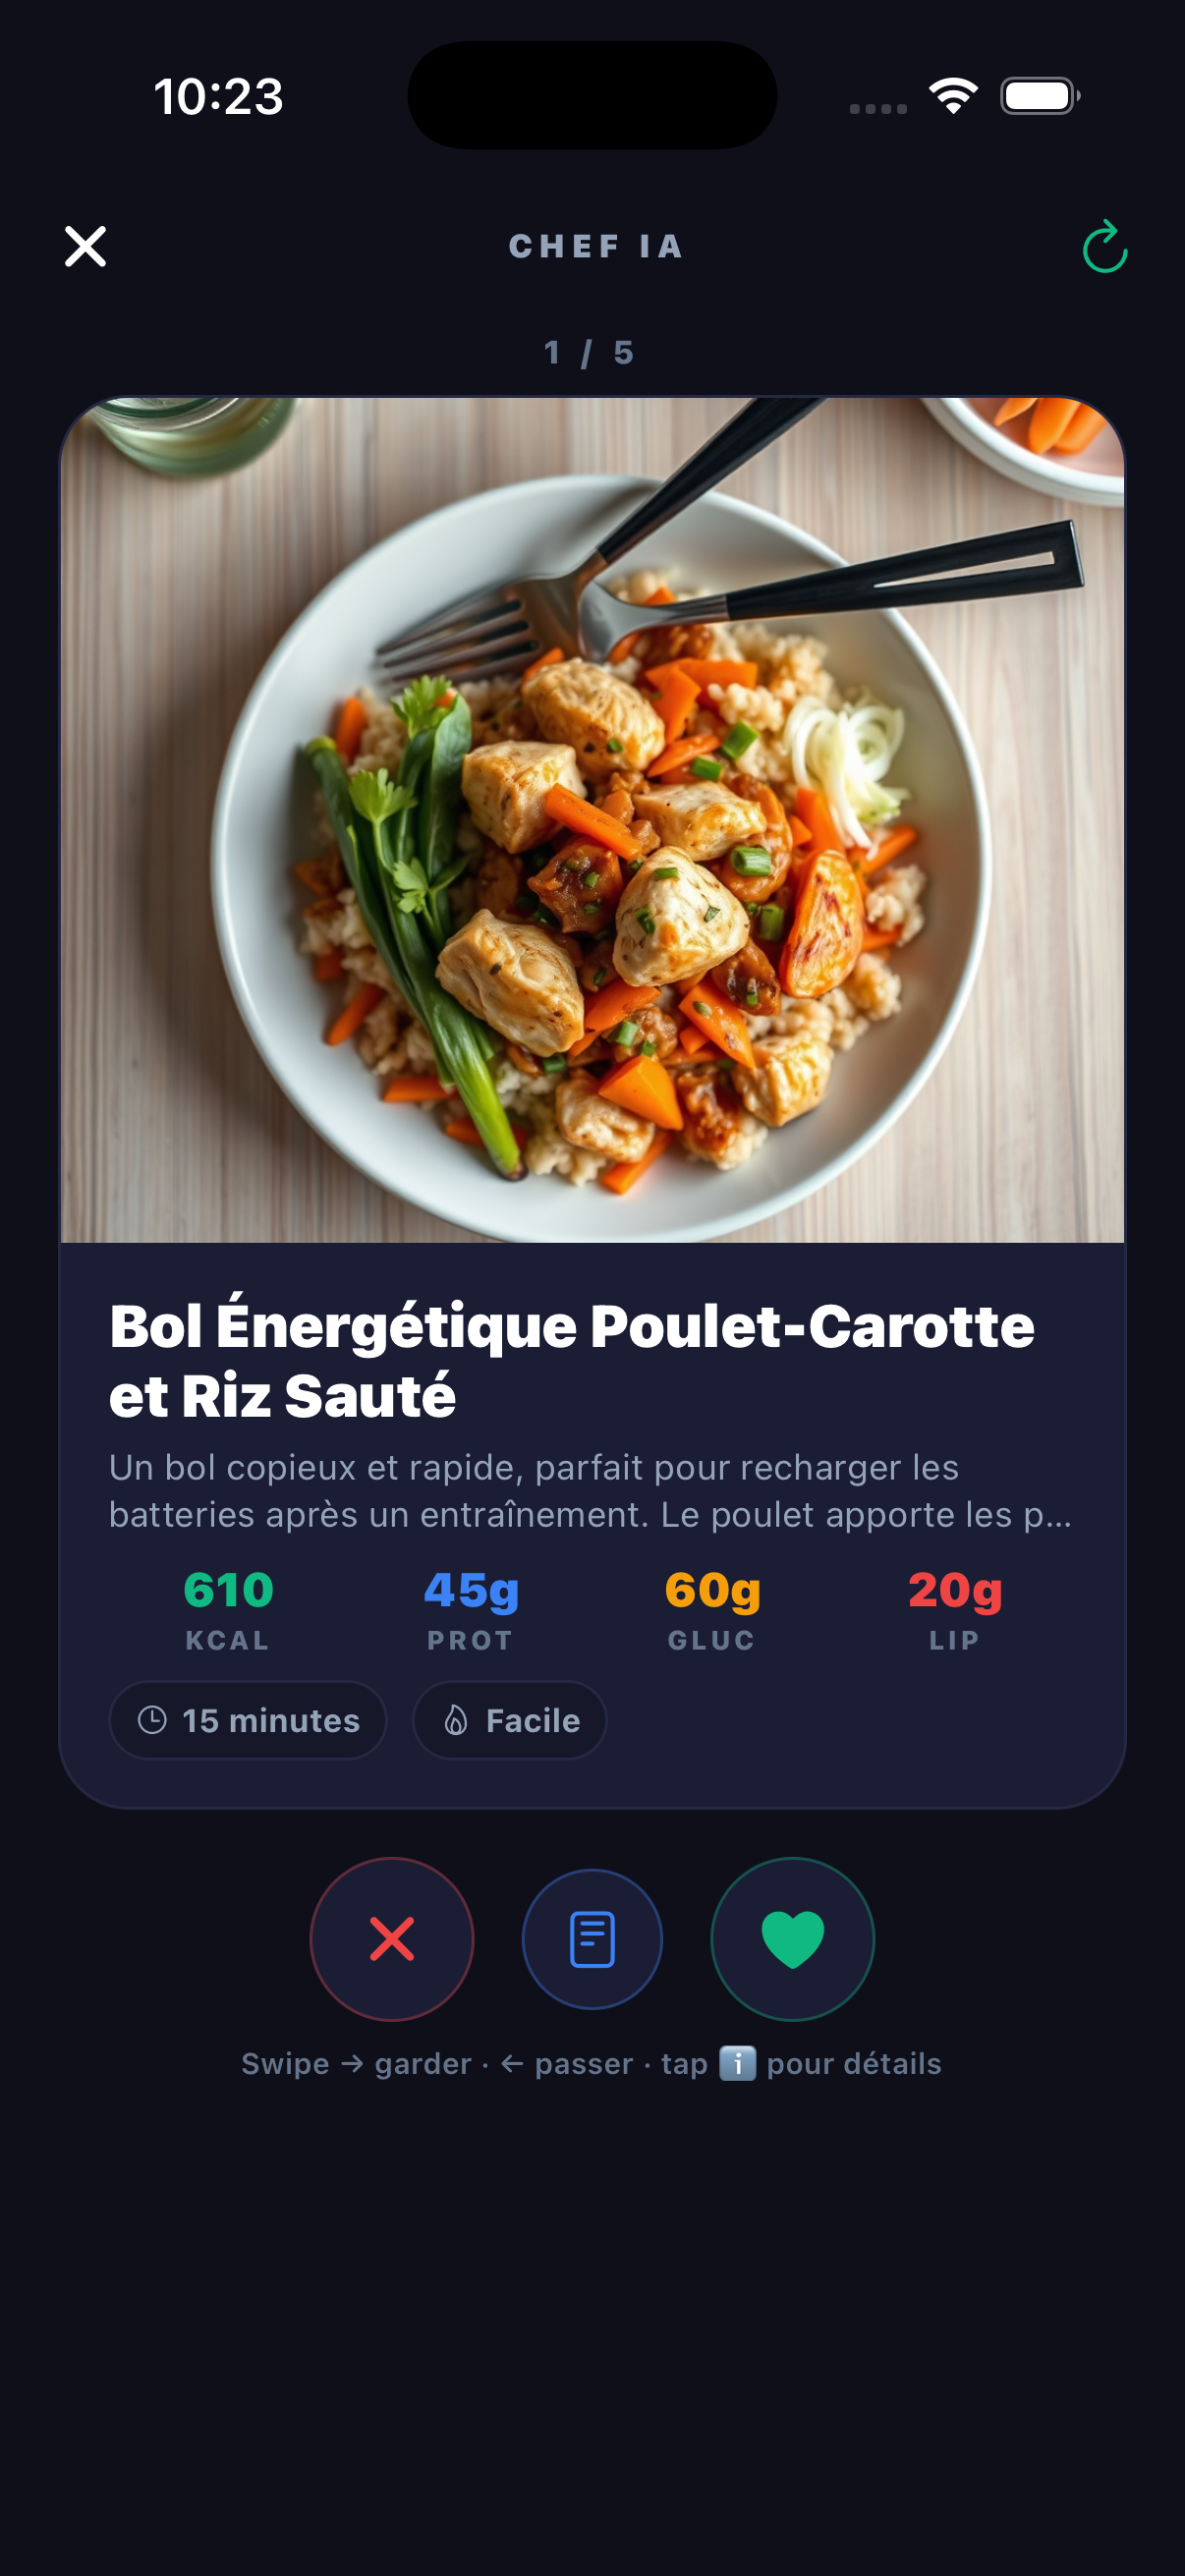 10:23
CHEF IA
1 / 5
Bol Énergétique Poulet-Carotte
et Riz Sauté
Un bol copieux et rapide, parfait pour recharger les
batteries après un entraînement. Le poulet apporte les p...
610 45g 60g 20g
KCAL PROT GLUC LIP
15 minutes Facile
Swipe → garder · ← passer · tap ℹ️ pour détails